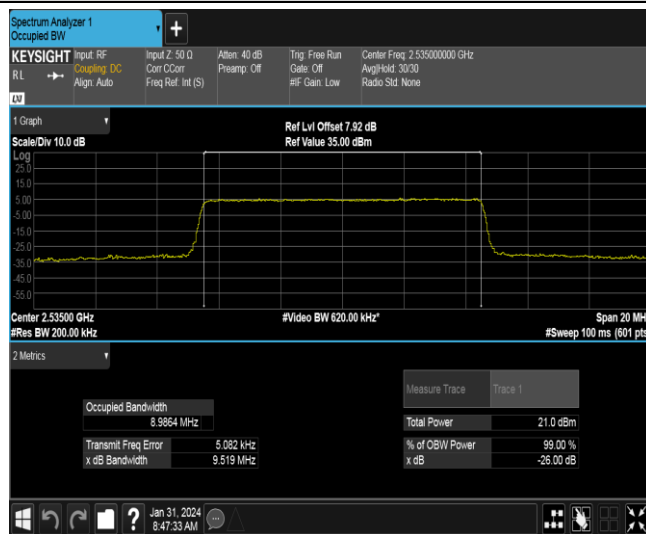 Spectrum Analyzer 1
Occupied BW
+
KEYSIGHT Input: RF Input Z: 50 Ω Atten: 40 dB Trig: Free Run Center Freq: 2.535000000 GHz
RL Coupling: DC Corr CCorr Preamp: Off Gate: Off Avg|Hold: 30/30
Align: Auto Freq Ref: Int (S) #IF Gain: Low Radio Std: None
LXI
1 Graph
Ref Lvl Offset 7.92 dB
Scale/Div 10.0 dB Ref Value 35.00 dBm
Log
25.0
15.0
5.00
-5.00
-15.0
-25.0
-35.0
-45.0
-55.0
Center 2.53500 GHz #Video BW 620.00 kHz* Span 20 MH
#Res BW 200.00 kHz #Sweep 100 ms (601 pts
2 Metrics
Measure Trace Trace 1
Occupied Bandwidth
8.9864 MHz Total Power 21.0 dBm
Transmit Freq Error 5.082 kHz % of OBW Power 99.00 %
x dB Bandwidth 9.519 MHz x dB -26.00 dB
? Jan 31, 2024
8:47:33 AM